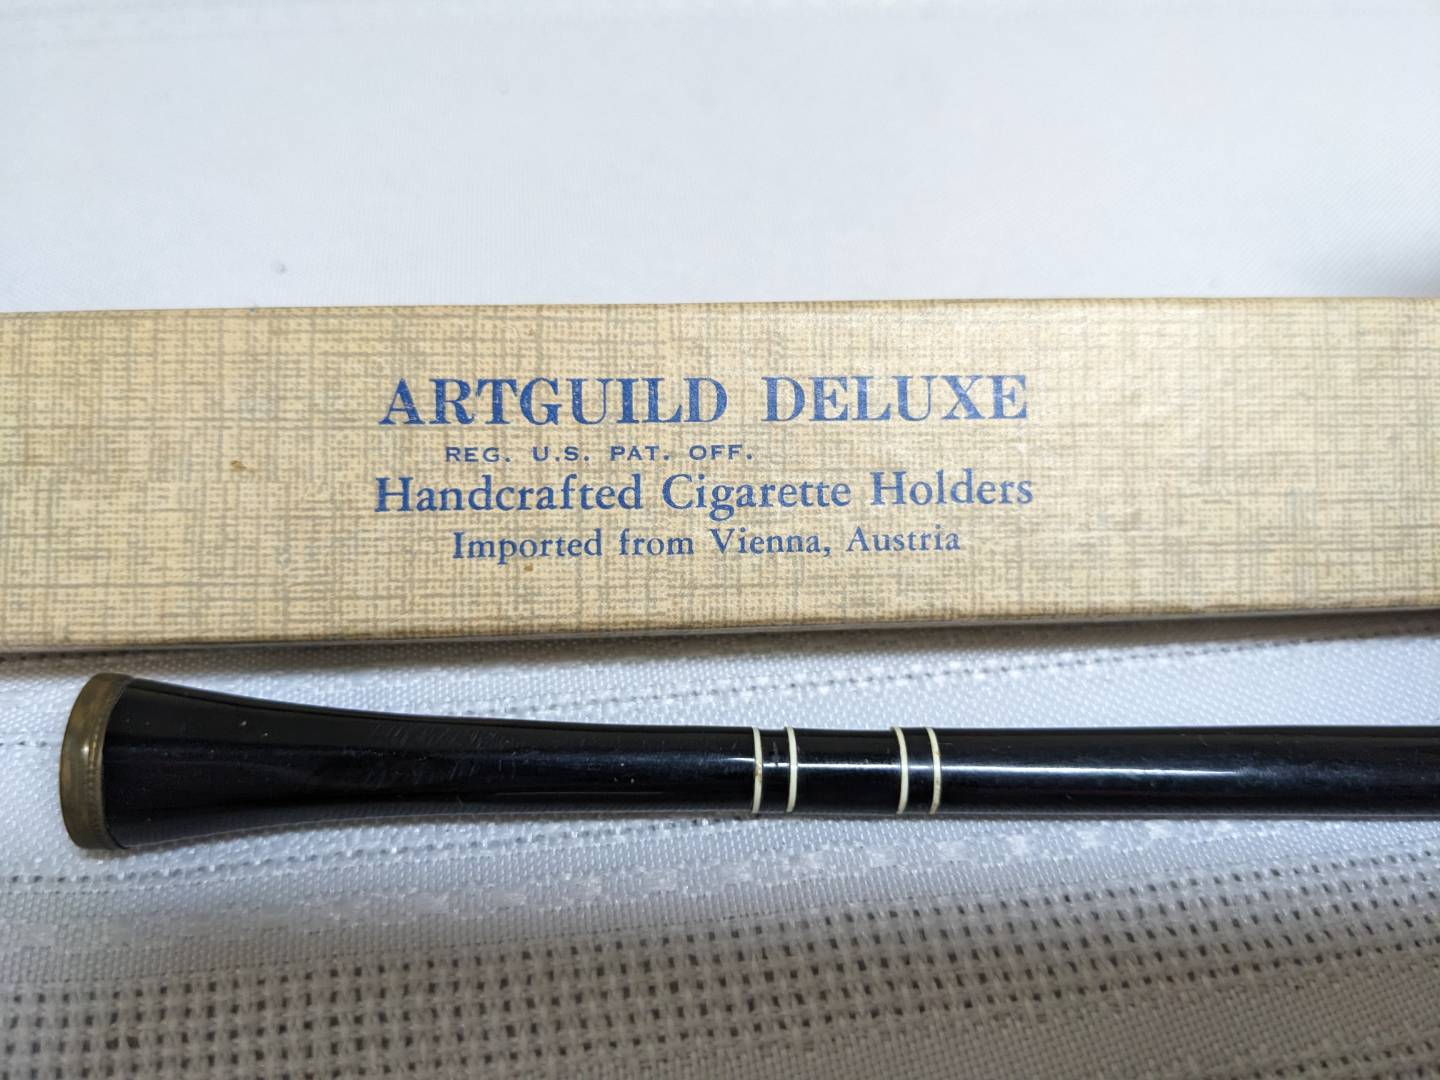 ARTGUILD DELUXE
REG. U.S. PAT. OFF.
Handcrafted Cigarette Holders
Imported from Vienna, Austria